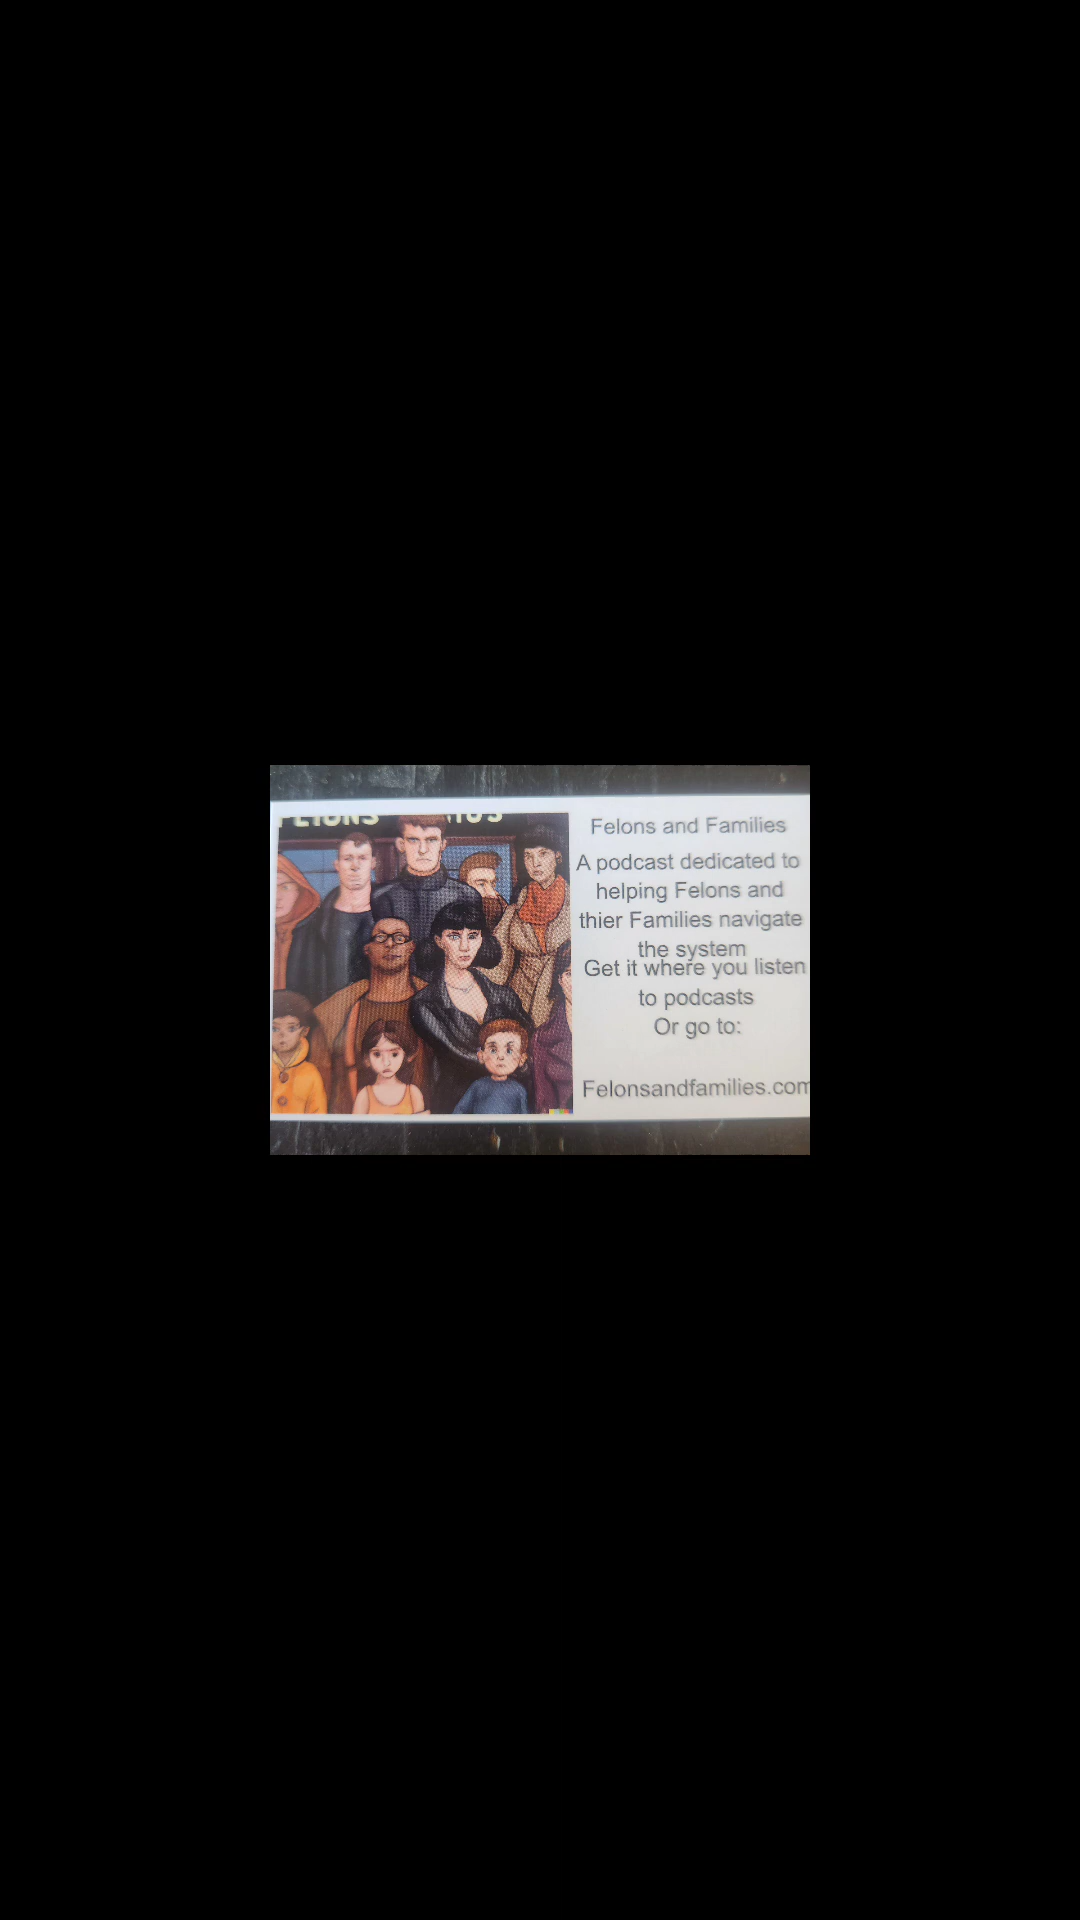 Felons and Families
A podcast dedicated to
helping Felons and
thier Families navigate
the system
Get it where you listen
to podcasts
Or go to:
Felonsandfamilies.com